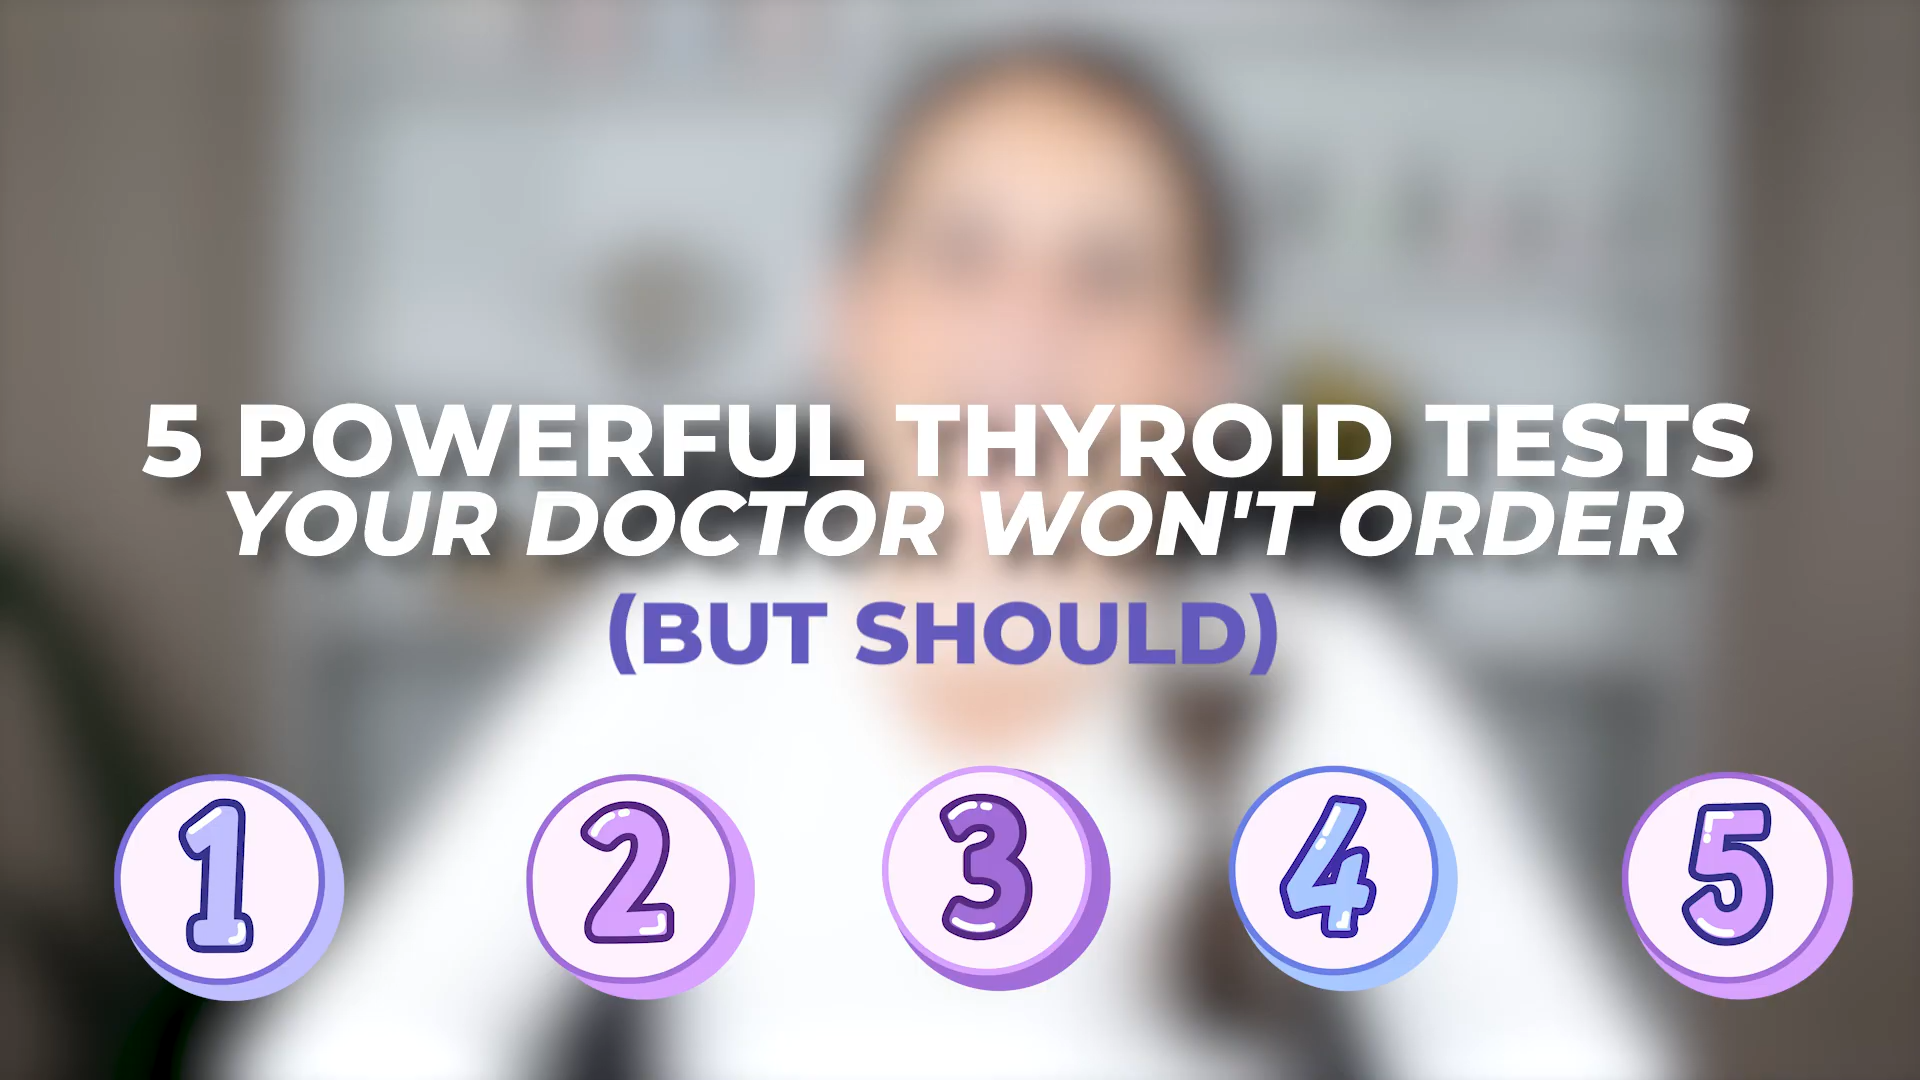 5 POWERFUL THYROID TESTS
YOUR DOCTOR WON'T ORDER
(BUT SHOULD)
1 2 3 4 5